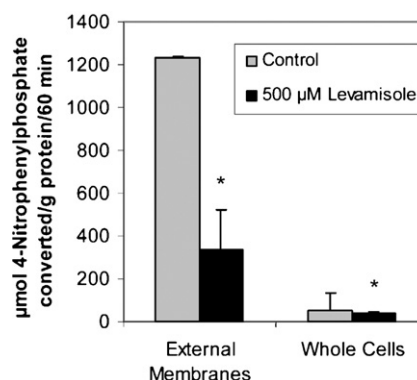 µmol 4-Nitrophenylphosphate
converted/g protein/60 min
1400
1200
1000
800
600
400
200
0
Control
500 µM Levamisole
*
*
External
Membranes
Whole Cells